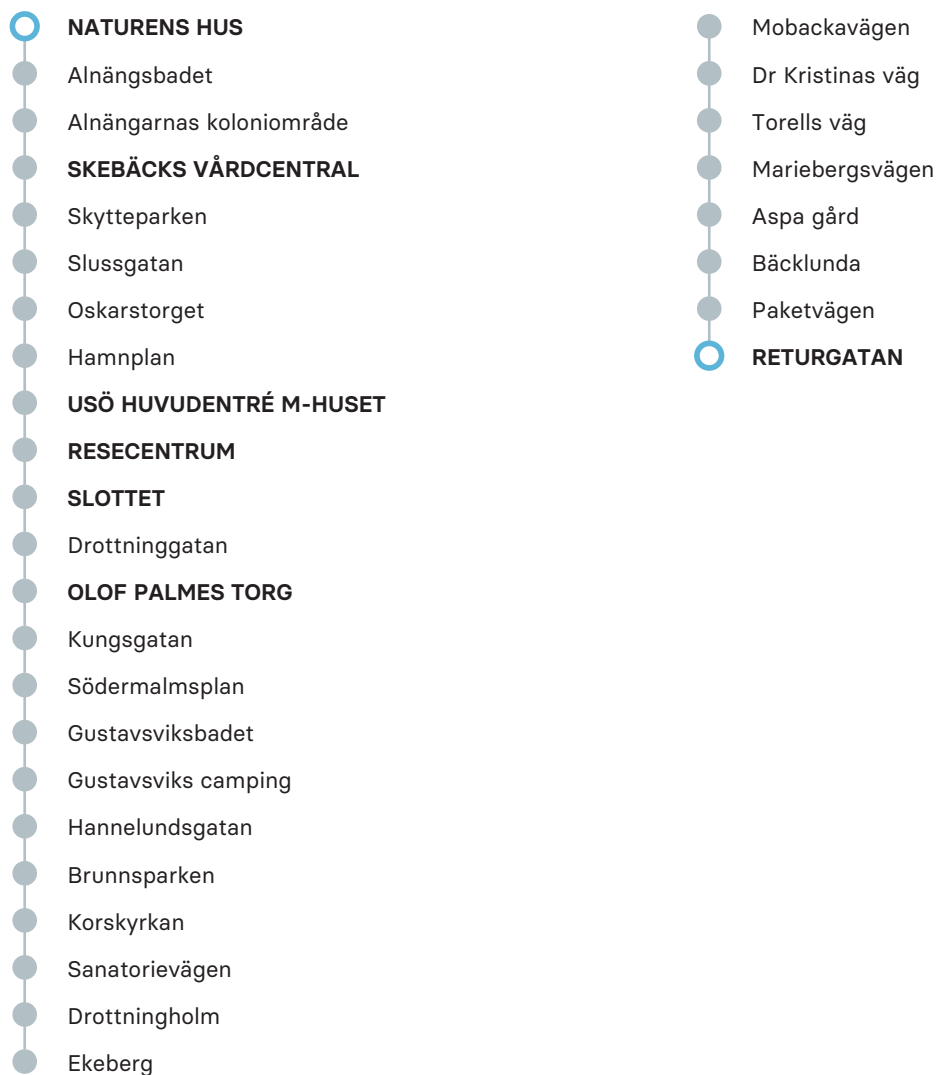 NATURENS HUS
Alnängsbadet
Alnängarnas koloniområde
SKEBÄCKS VÅRDCENTRAL
Skytteparken
Slussgatan
Oskarstorget
Hamnplan
USÖ HUVUDENTRÉ M-HUSET
RESECENTRUM
SLOTTET
Drottninggatan
OLOF PALMES TORG
Kungsgatan
Södermalmsplan
Gustavsviksbadet
Gustavsviks camping
Hannelundsgatan
Brunnsparken
Korskyrkan
Sanatorievägen
Drottningholm
Ekeberg
Mobackavägen
Dr Kristinas väg
Torells väg
Mariebergsvägen
Aspa gård
Bäcklunda
Paketvägen
RETURGATAN